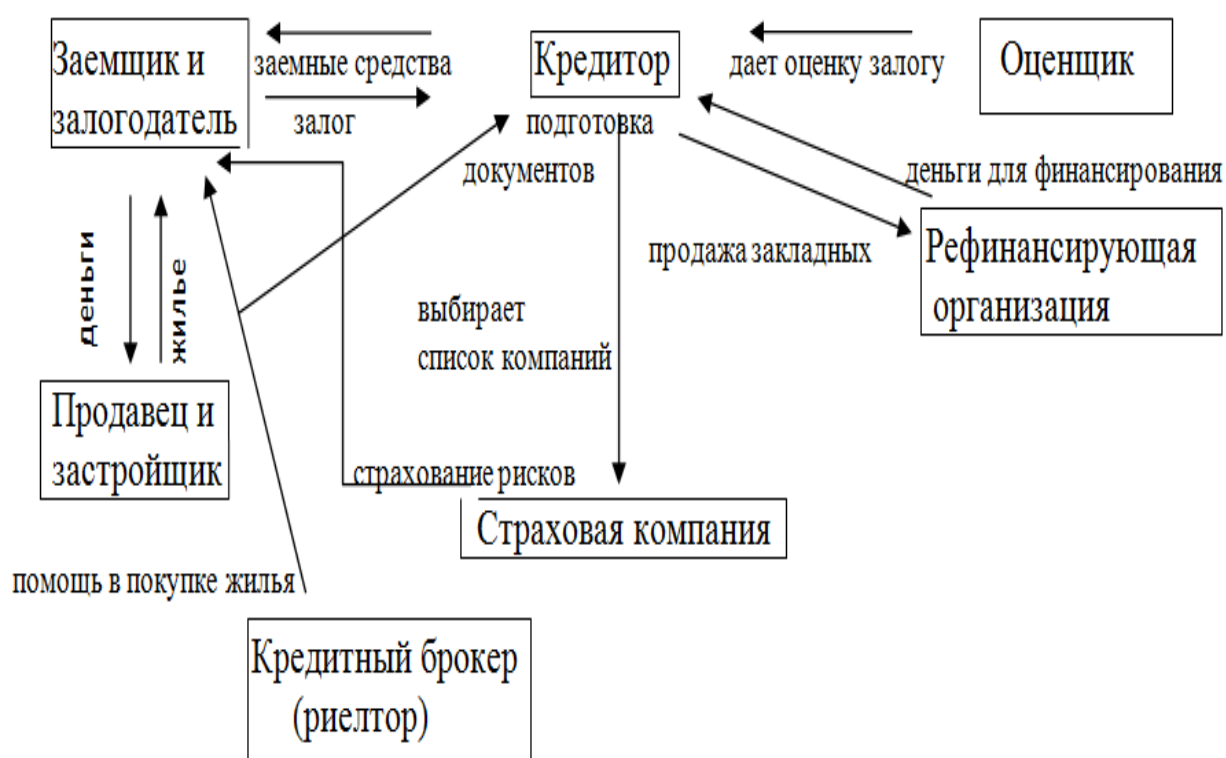 Заемщик и
залогодатель
заемные средства
залог
Кредитор
дает оценку залогу
Оценщик
подготовка
документов
деньги для финансирования
продажа закладных
Рефинансирующая
организация
деньги
жилье
выбирает
список компаний
Продавец и
застройщик
страхование рисков
Страховая компания
помощь в покупке жилья
Кредитный брокер
(риелтор)